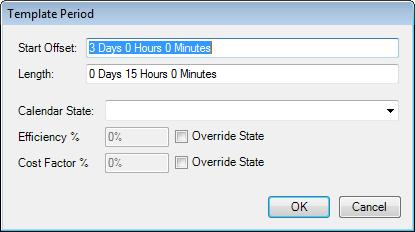 Template Period
Start Offset: 3 Days 0 Hours 0 Minutes
Length: 0 Days 15 Hours 0 Minutes
Calendar State:
Efficiency % 0% Override State
Cost Factor % 0% Override State
OK Cancel